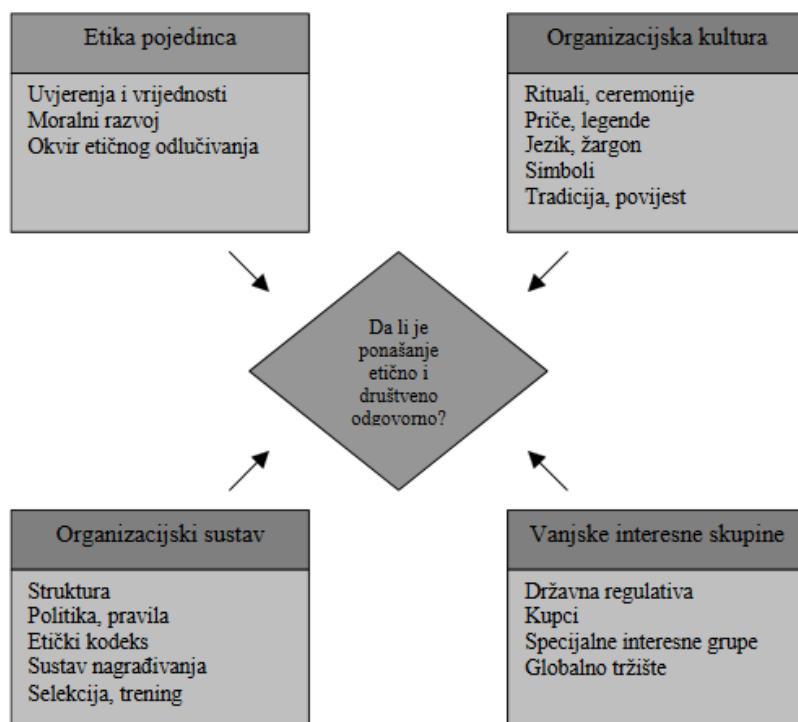 Etika pojedinca
Uvjerenja i vrijednosti
Moralni razvoj
Okvir etičnog odlučivanja
Organizacijska kultura
Rituali, ceremonije
Priče, legende
Jezik, žargon
Simboli
Tradicija, povijest
Da li je
ponašanje
etično i
društveno
odgovorno?
Organizacijski sustav
Struktura
Politika, pravila
Etički kodeks
Sustav nagrađivanja
Selekcija, trening
Vanjske interesne skupine
Državna regulativa
Kupci
Specijalne interesne grupe
Globalno tržište